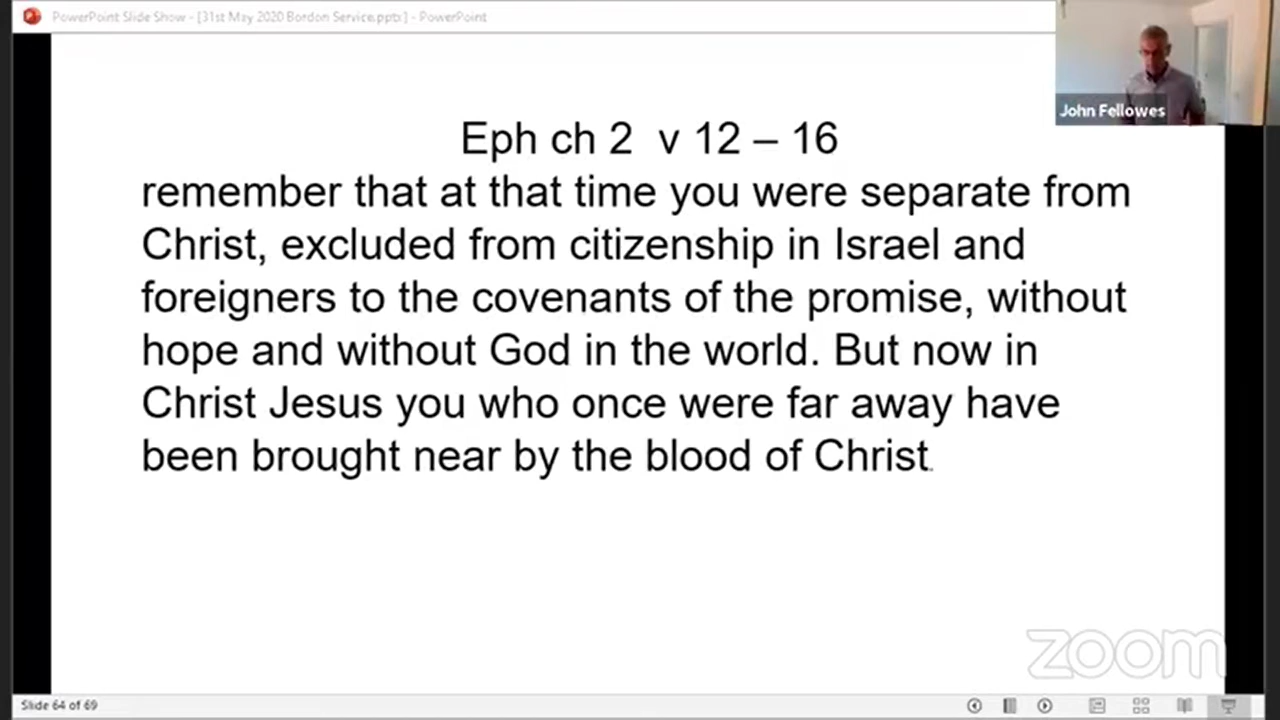 PowerPoint Slide Show - [31st May 2020 Bordon Service.pptx] - PowerPoint
John Fellowes
Eph ch 2 v 12 – 16
remember that at that time you were separate from
Christ, excluded from citizenship in Israel and
foreigners to the covenants of the promise, without
hope and without God in the world. But now in
Christ Jesus you who once were far away have
been brought near by the blood of Christ.
zoom
Slide 64 of 69